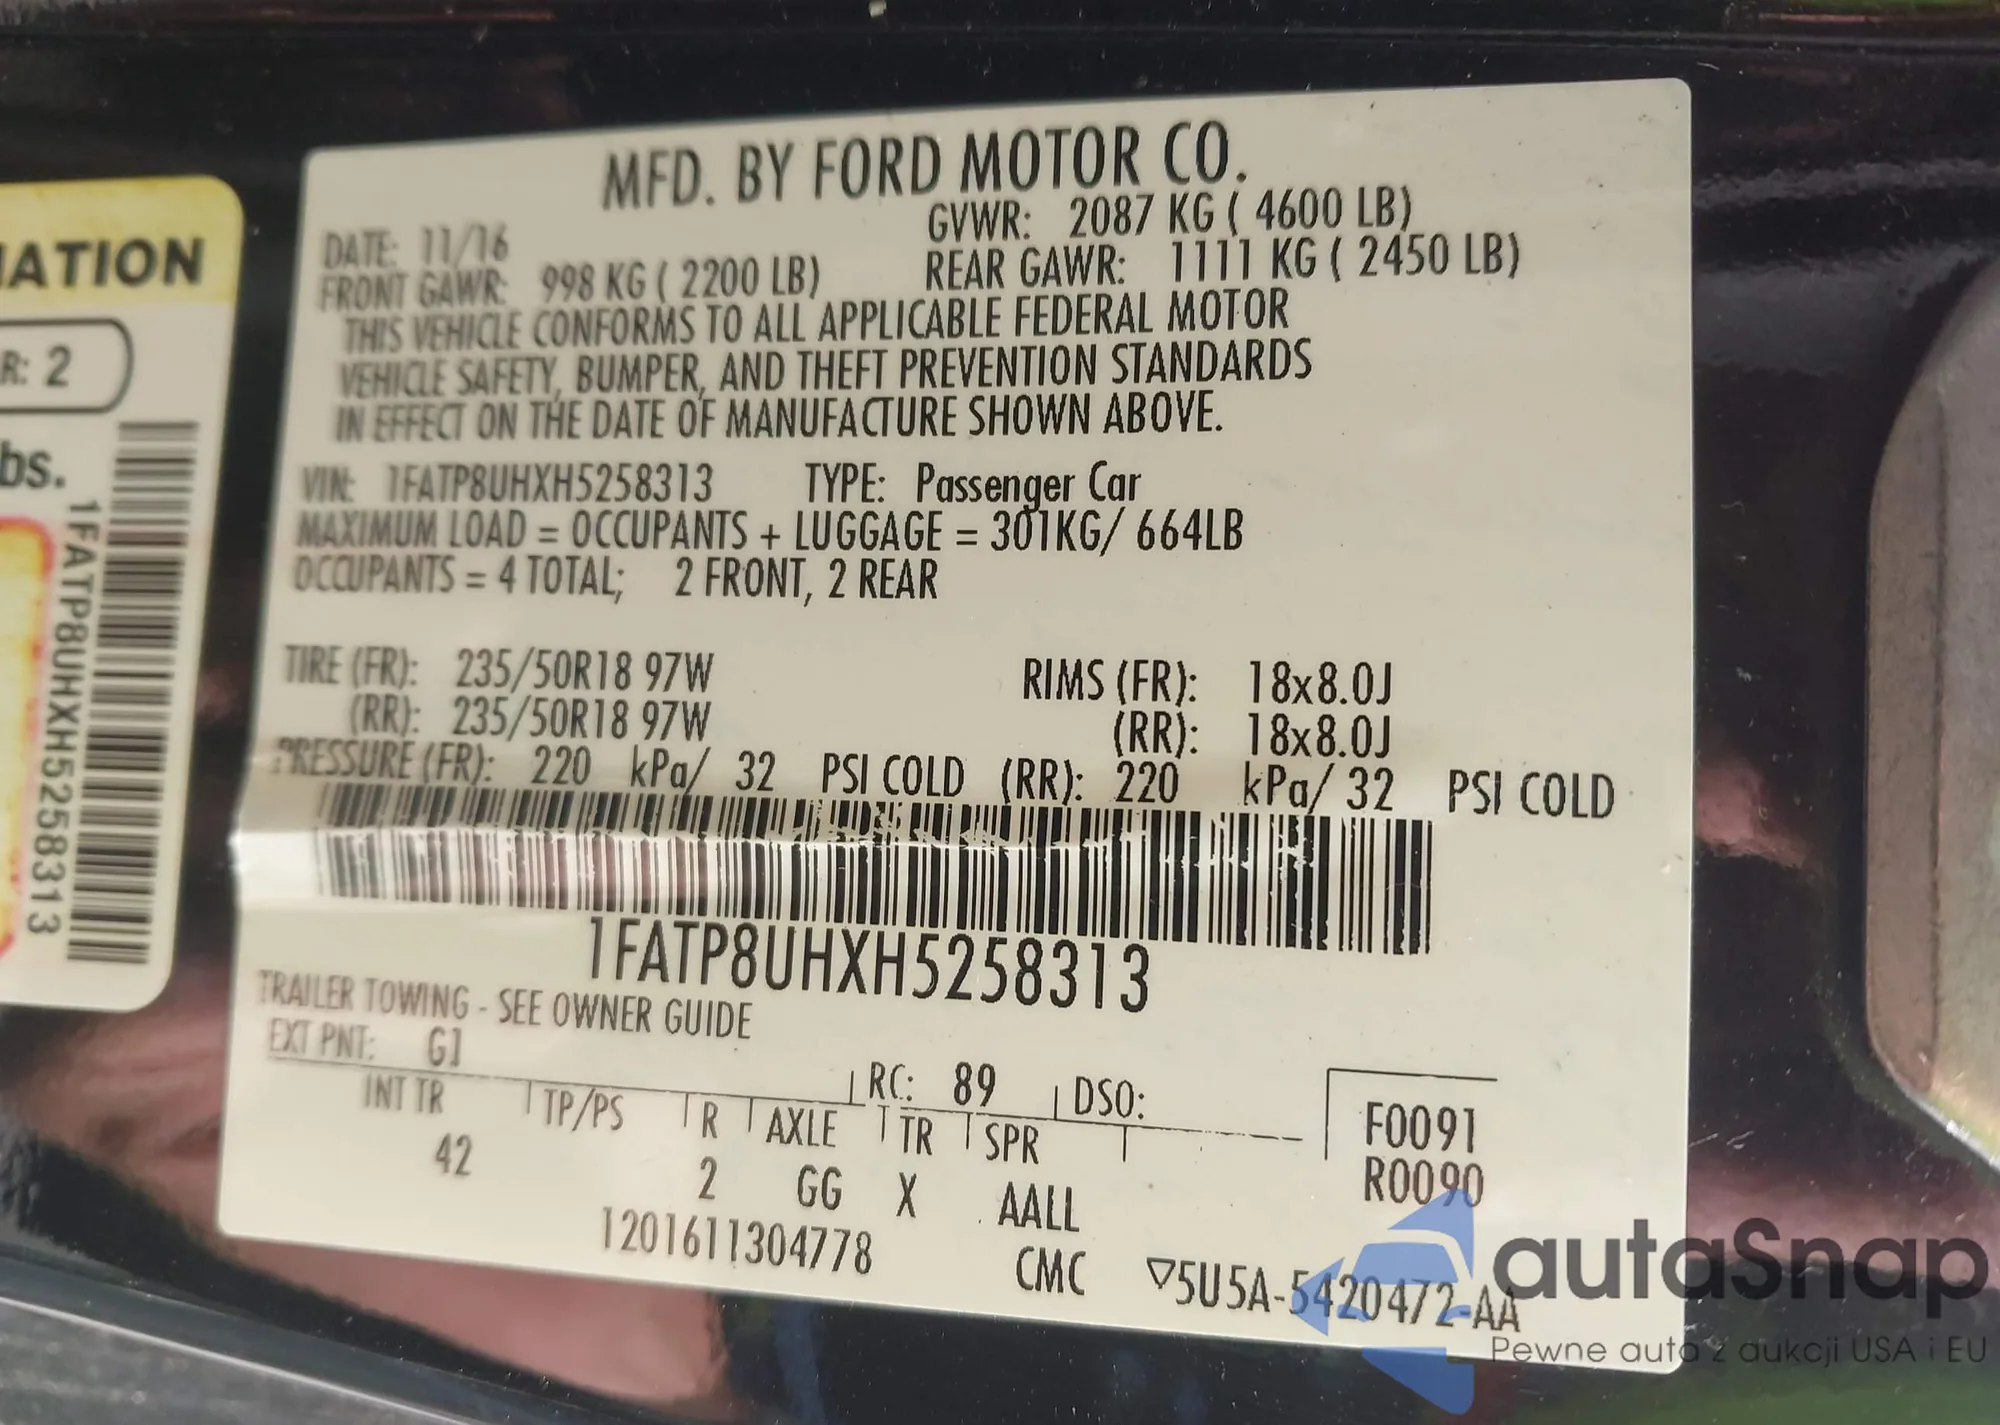 MFD. BY FORD MOTOR CO.
DATE: 11/16 GVWR: 2087 KG ( 4600 LB)
FRONT GAWR: 998 KG ( 2200 LB) REAR GAWR: 1111 KG ( 2450 LB)
THIS VEHICLE CONFORMS TO ALL APPLICABLE FEDERAL MOTOR
VEHICLE SAFETY, BUMPER, AND THEFT PREVENTION STANDARDS
IN EFFECT ON THE DATE OF MANUFACTURE SHOWN ABOVE.
VIN: 1FATP8UHXH5258313 TYPE: Passenger Car
MAXIMUM LOAD = OCCUPANTS + LUGGAGE = 301KG/ 664LB
OCCUPANTS = 4 TOTAL; 2 FRONT, 2 REAR
TIRE (FR): 235/50R18 97W RIMS (FR): 18x8.0J
(RR): 235/50R18 97W (RR): 18x8.0J
PRESSURE (FR): 220 kPa/ 32 PSI COLD (RR): 220 kPa/ 32 PSI COLD
1FATP8UHXH5258313
TRAILER TOWING - SEE OWNER GUIDE
EXT PNT: G1 RC: 89 DSO:
INT TR TP/PS R AXLE TR SPR F0091
42 2 GG X AALL R0090
1201611304778 CMC ▽5U5A-5420472-AA
IATION
R: 2
bs.
1FATP8UHXH5258313
autaSnap
Pewne auta z aukcji USA i EU